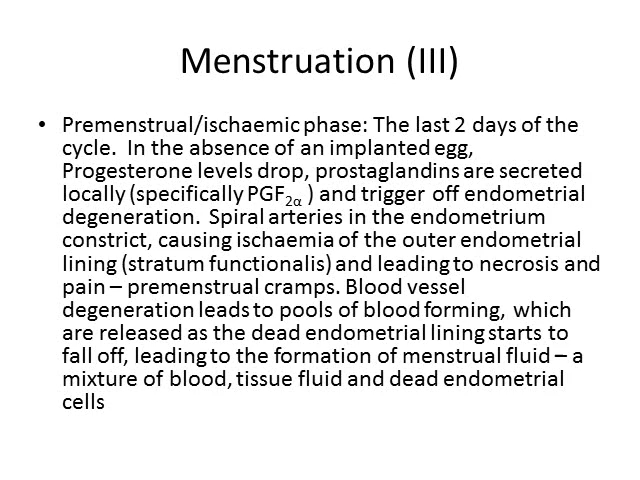 Menstruation (III)
• Premenstrual/ischaemic phase: The last 2 days of the
cycle.  In the absence of an implanted egg,
Progesterone levels drop, prostaglandins are secreted
locally (specifically PGF₂α ) and trigger off endometrial
degeneration.  Spiral arteries in the endometrium
constrict, causing ischaemia of the outer endometrial
lining (stratum functionalis) and leading to necrosis and
pain – premenstrual cramps. Blood vessel
degeneration leads to pools of blood forming, which
are released as the dead endometrial lining starts to
fall off, leading to the formation of menstrual fluid – a
mixture of blood, tissue fluid and dead endometrial
cells